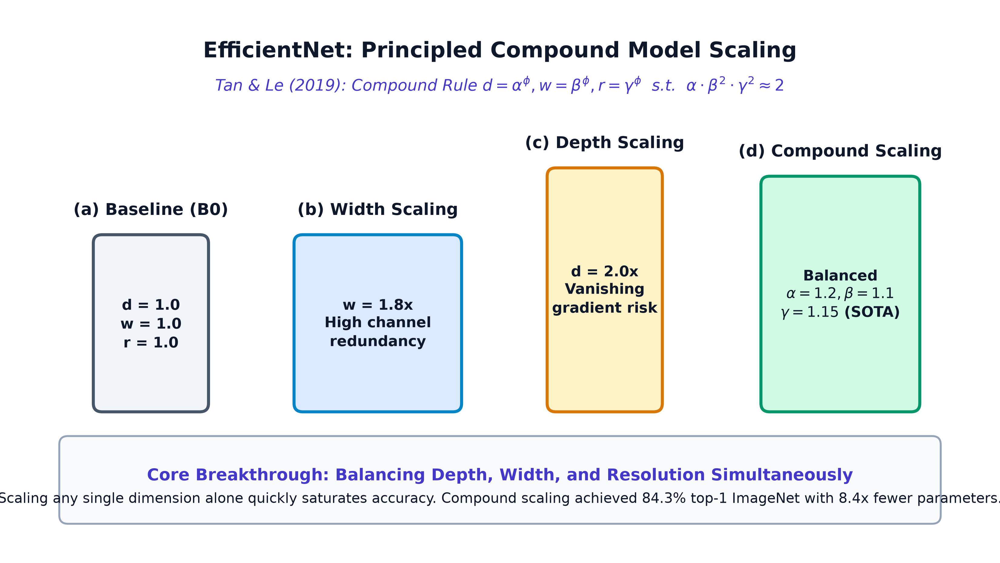 EfficientNet: Principled Compound Model Scaling
Tan & Le (2019): Compound Rule d = α^ϕ, w = β^ϕ, r = γ^ϕ s.t. α · β² · γ² ≈ 2
(a) Baseline (B0)
d = 1.0
w = 1.0
r = 1.0
(b) Width Scaling
w = 1.8x
High channel
redundancy
(c) Depth Scaling
d = 2.0x
Vanishing
gradient risk
(d) Compound Scaling
Balanced
α = 1.2, β = 1.1
γ = 1.15 (SOTA)
Core Breakthrough: Balancing Depth, Width, and Resolution Simultaneously
Scaling any single dimension alone quickly saturates accuracy. Compound scaling achieved 84.3% top-1 ImageNet with 8.4x fewer parameters.